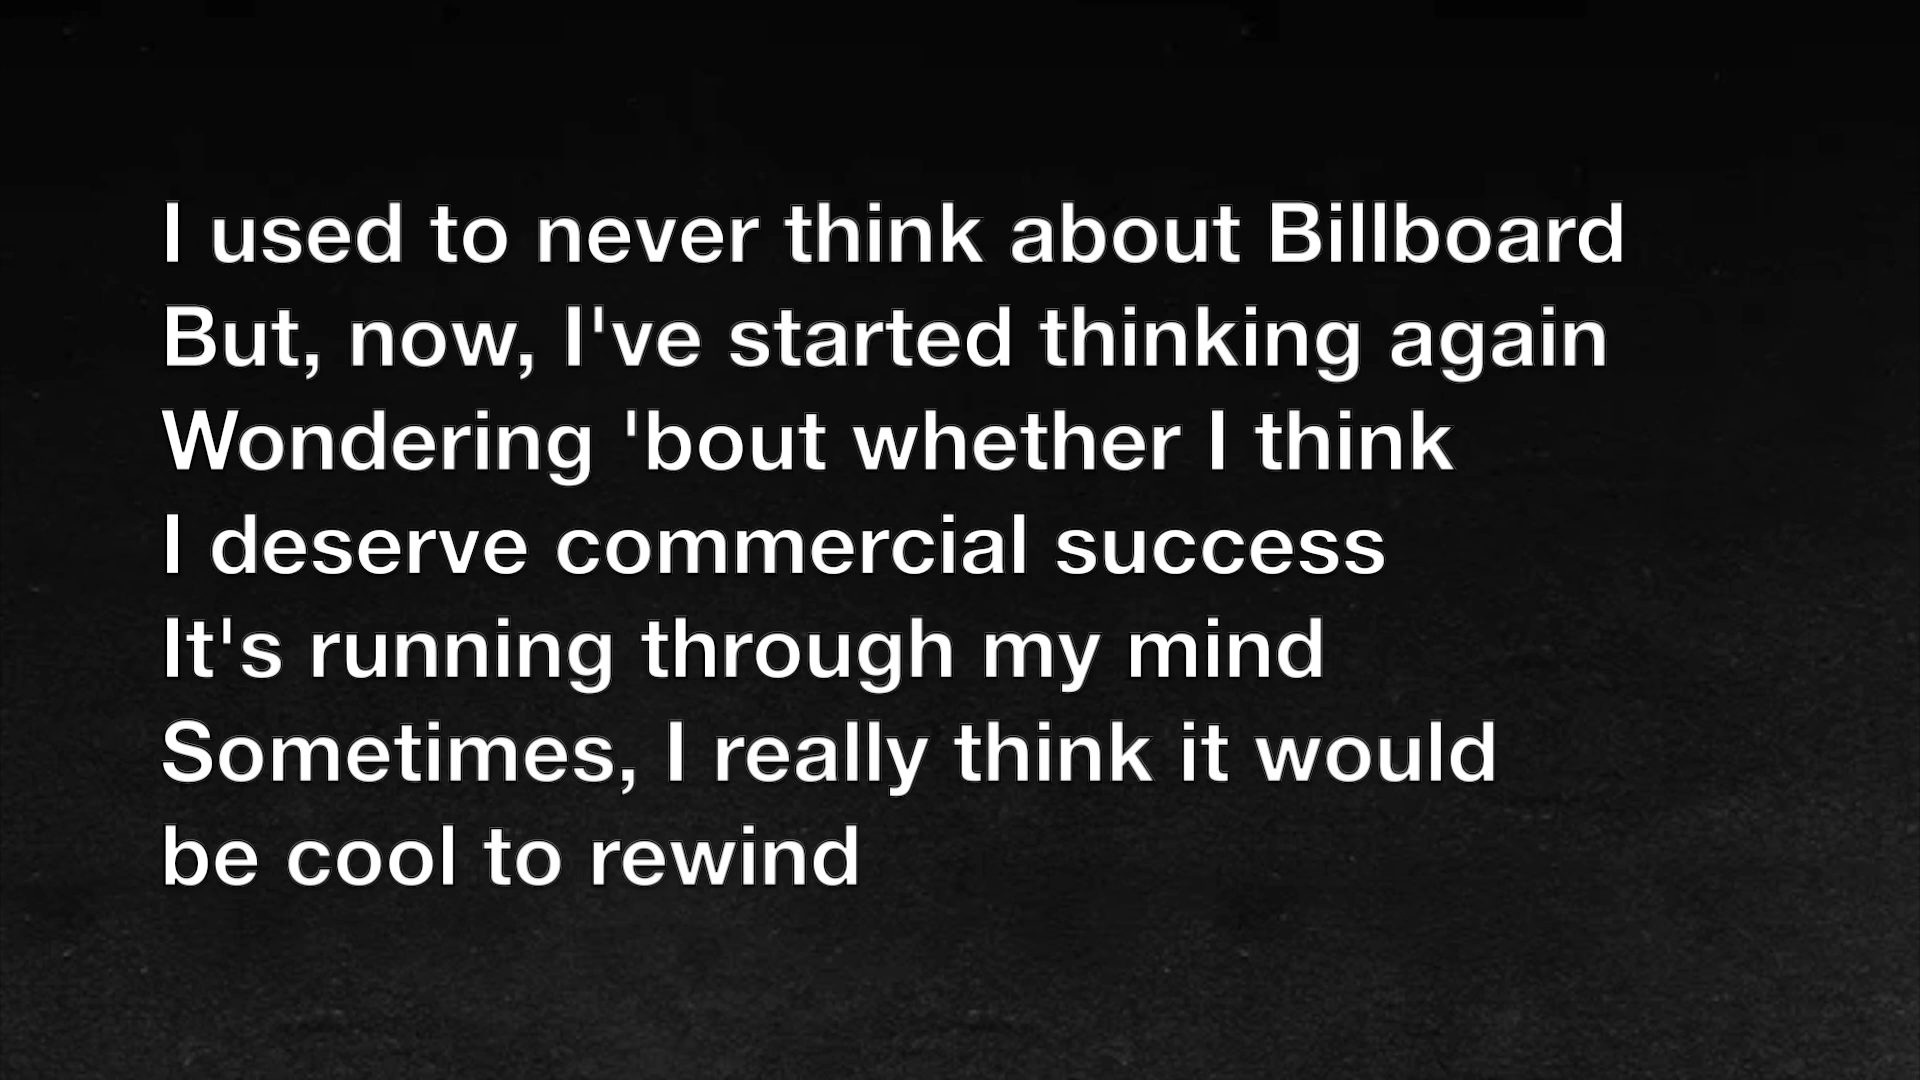 I used to never think about Billboard
But, now, I've started thinking again
Wondering 'bout whether I think
I deserve commercial success
It's running through my mind
Sometimes, I really think it would
be cool to rewind